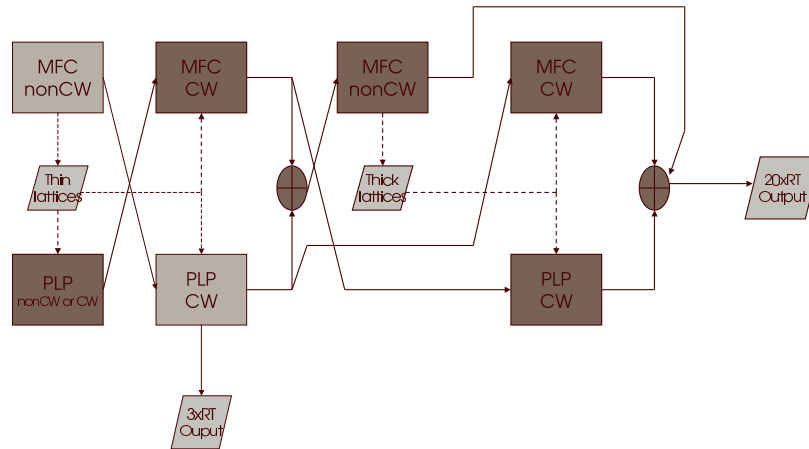 MFC
nonCW
MFC
CW
MFC
nonCW
MFC
CW
Thin
lattices
Thick
lattices
20xRT
Output
PLP
nonCW or CW
PLP
CW
PLP
CW
3xRT
Ouput